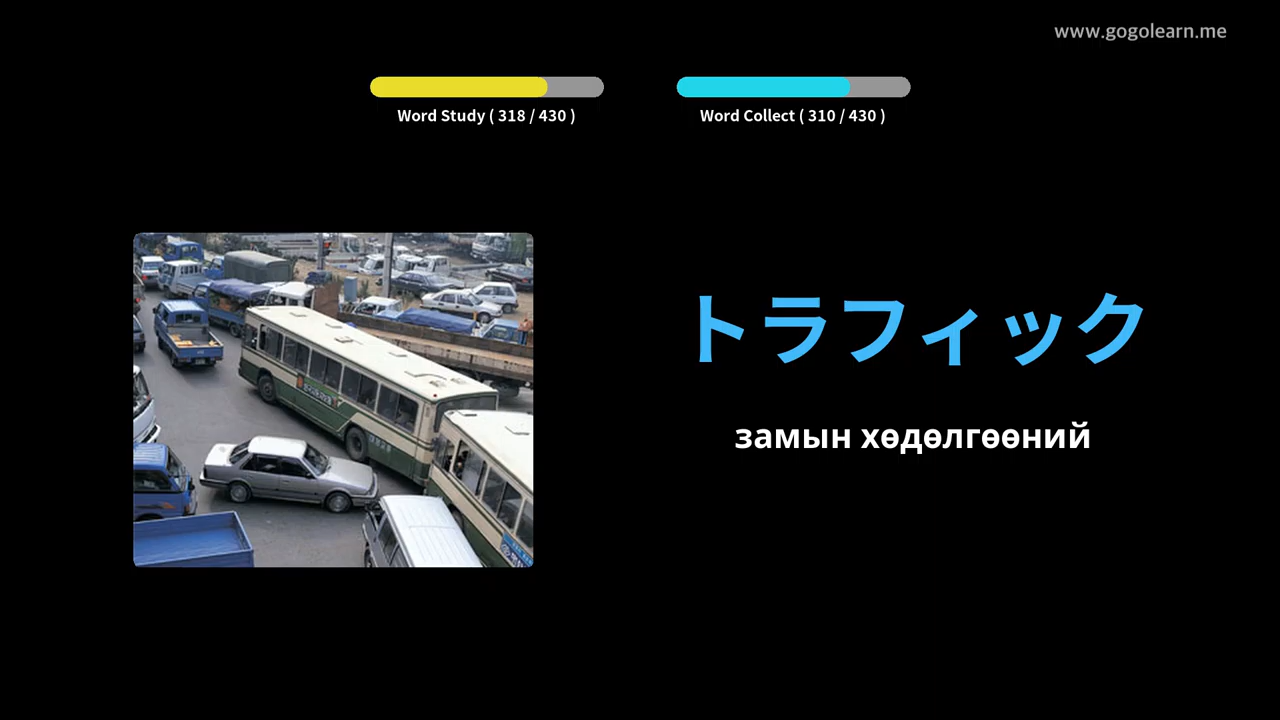 www.gogolearn.me
Word Study ( 318 / 430 )
Word Collect ( 310 / 430 )
トラフィック
замын хөдөлгөөний